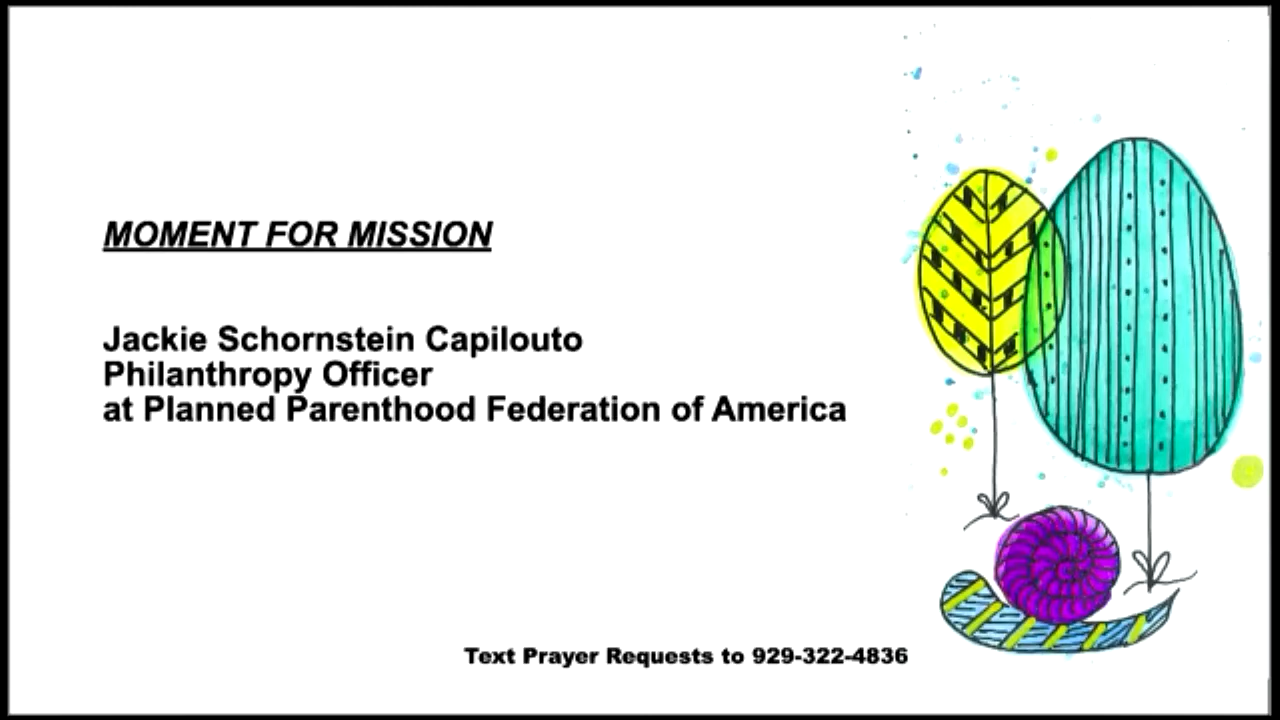 MOMENT FOR MISSION
Jackie Schornstein Capilouto
Philanthropy Officer
at Planned Parenthood Federation of America
Text Prayer Requests to 929-322-4836